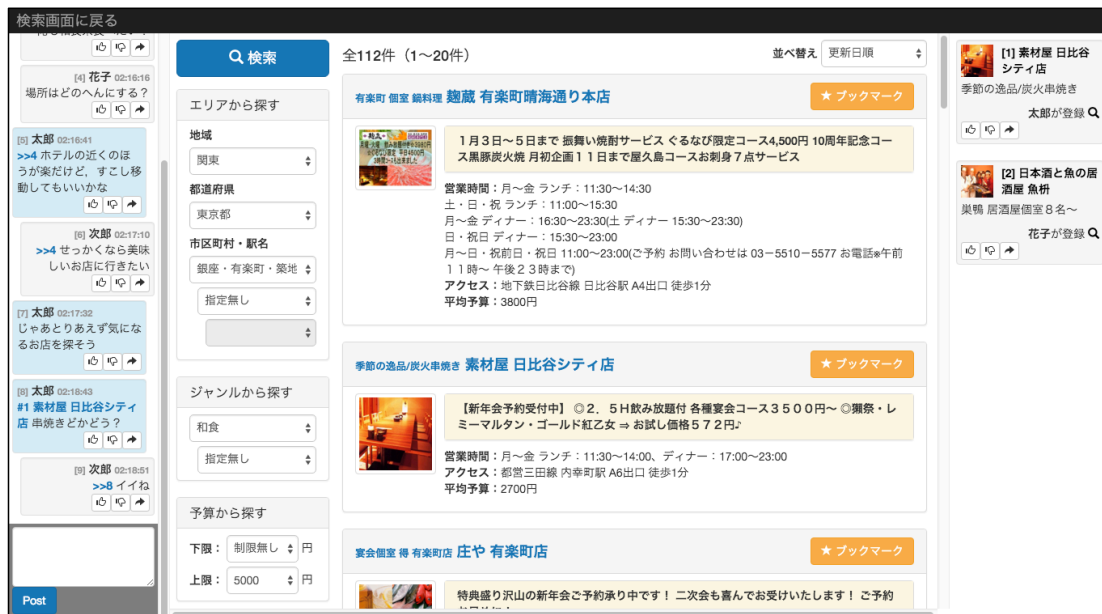 検索画面に戻る
[4] 花子 02:16:16
場所はどのへんにする？
[5] 太郎 02:16:41
>>4 ホテルの近くのほ
うが楽だけど，すこし移
動してもいいかな
[6] 次郎 02:17:10
>>4 せっかくなら美味
しいお店に行きたい
[7] 太郎 02:17:32
じゃあとりあえず気にな
るお店を探そう
[8] 太郎 02:18:43
#1 素材屋 日比谷シティ
店 串焼きどかどう？
[9] 次郎 02:18:51
>>8 イイね
Post
検索
エリアから探す
地域
関東
都道府県
東京都
市区町村・駅名
銀座・有楽町・築地
指定無し
ジャンルから探す
和食
指定無し
予算から探す
下限： 制限無し 円
上限： 5000 円
全112件（1〜20件）
並べ替え 更新日順
有楽町 個室 鍋料理 麹蔵 有楽町晴海通り本店
★ ブックマーク
１月３日〜５日まで 振舞い焼酎サービス ぐるなび限定コース4,500円 10周年記念コー
ス黒豚炭火焼 月初企画１１日まで屋久島コースお刺身７点サービス
営業時間：月〜金 ランチ：11:30〜14:30
土・日・祝 ランチ：11:00〜15:30
月〜金 ディナー：16:30〜23:30(土 ディナー 15:30〜23:30)
日・祝日 ディナー：15:30〜23:00
月〜日・祝前日・祝日 11:00〜23:00(ご予約 お問い合わせは 03−5510−5577 お電話※午前
１１時〜 午後２３時まで)
アクセス：地下鉄日比谷線 日比谷駅 A4出口 徒歩1分
平均予算：3800円
季節の逸品/炭火串焼き 素材屋 日比谷シティ店
★ ブックマーク
【新年会予約受付中】 ◎２．５H飲み放題付 各種宴会コース３５００円〜 ◎獺祭・レ
ミーマルタン・ゴールド紅乙女 ⇒ お試し価格５７２円♪
営業時間：月〜金 ランチ：11:30〜14:00、ディナー：17:00〜23:00
アクセス：都営三田線 内幸町駅 A6出口 徒歩1分
平均予算：2700円
宴会個室 得 有楽町店 庄や 有楽町店
★ ブックマーク
特典盛り沢山の新年会ご予約承り中です！ 二次会も喜んでお受けいたします！ ご予約
[1] 素材屋 日比谷
シティ店
季節の逸品/炭火串焼き
太郎が登録
[2] 日本酒と魚の居
酒屋 魚枡
巣鴨 居酒屋個室８名〜
花子が登録